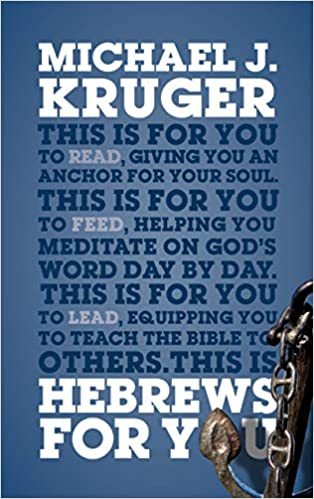 MICHAEL J.
KRUGER
THIS IS FOR YOU
TO READ, GIVING YOU AN
ANCHOR FOR YOUR SOUL.
THIS IS FOR YOU
TO FEED, HELPING YOU
MEDITATE ON GOD'S
WORD DAY BY DAY.
THIS IS FOR YOU
TO LEAD, EQUIPPING YOU
TO TEACH THE BIBLE TO
OTHERS. THIS IS
HEBREWS
FOR YOU